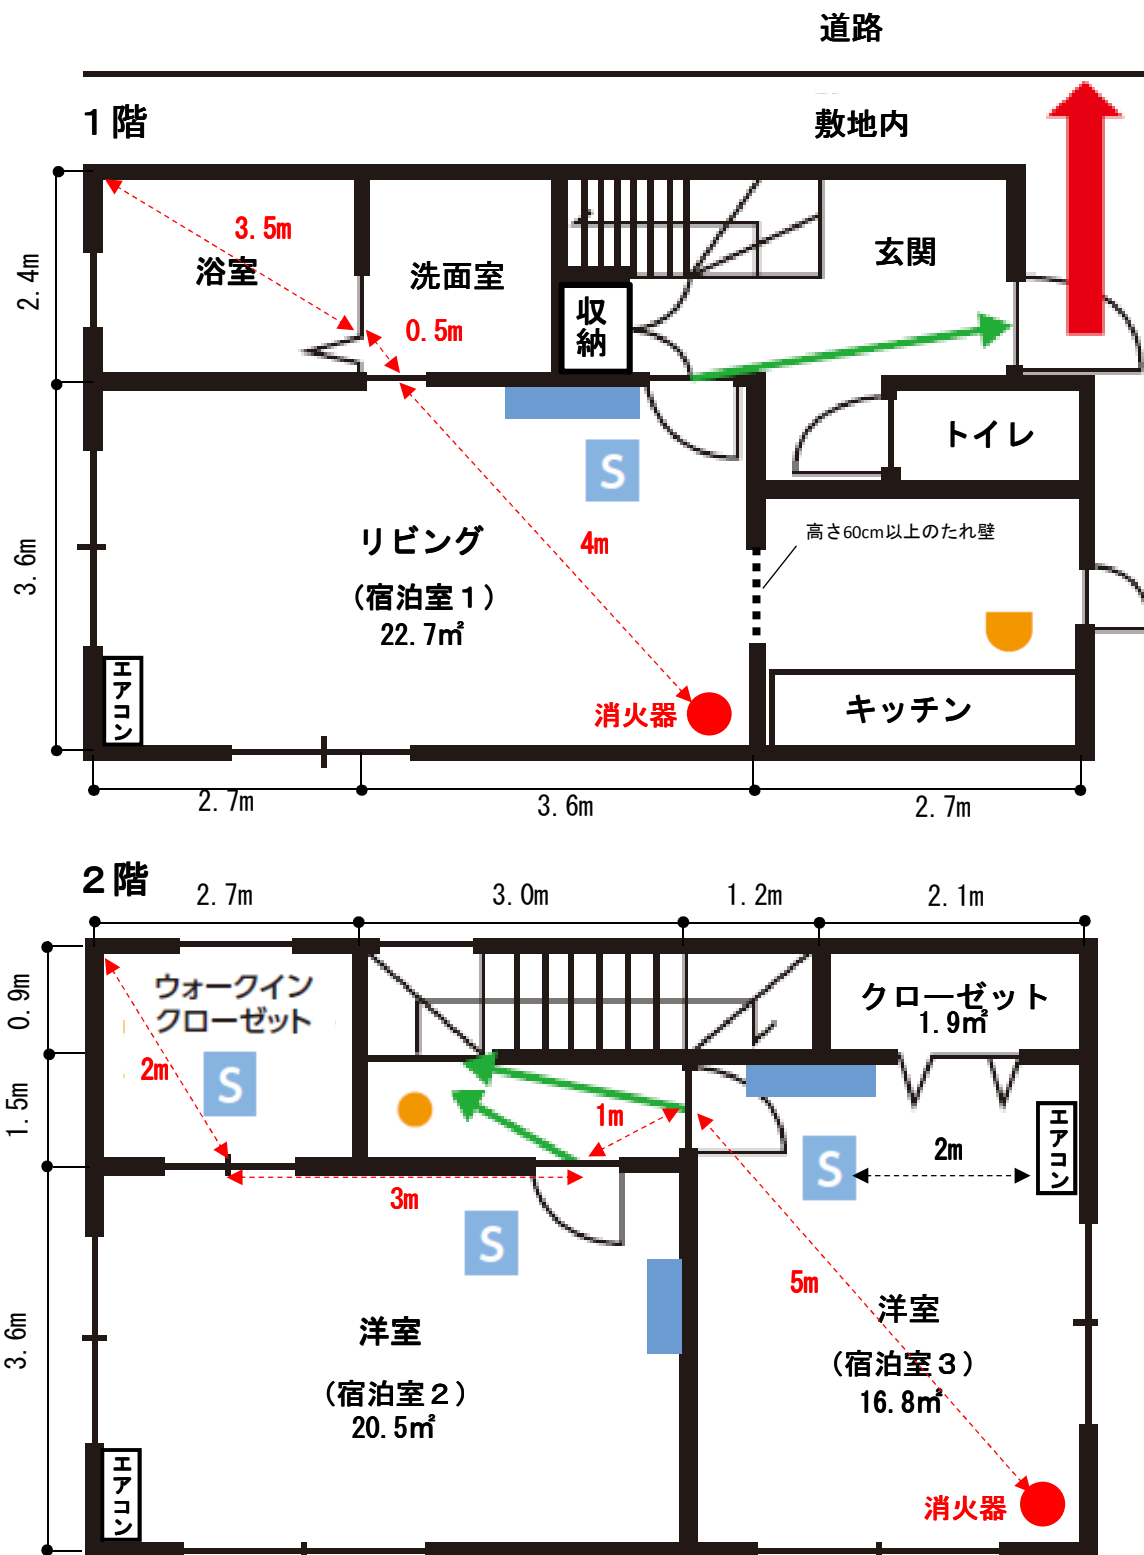 道路
1階
敷地内
3.5m
浴室
洗面室
玄関
2.4m
0.5m
収納
トイレ
S
リビング
4m
高さ60cm以上のたれ壁
3.6m
(宿泊室1)
22.7㎡
エアコン
消火器
キッチン
2.7m
3.6m
2.7m
2階
2.7m
3.0m
1.2m
2.1m
0.9m
ウォークイン
クローゼット
クローゼット
1.9㎡
2m
S
1.5m
1m
エアコン
S
2m
3m
S
5m
3.6m
洋室
洋室
(宿泊室2)
20.5㎡
(宿泊室3)
16.8㎡
エアコン
消火器